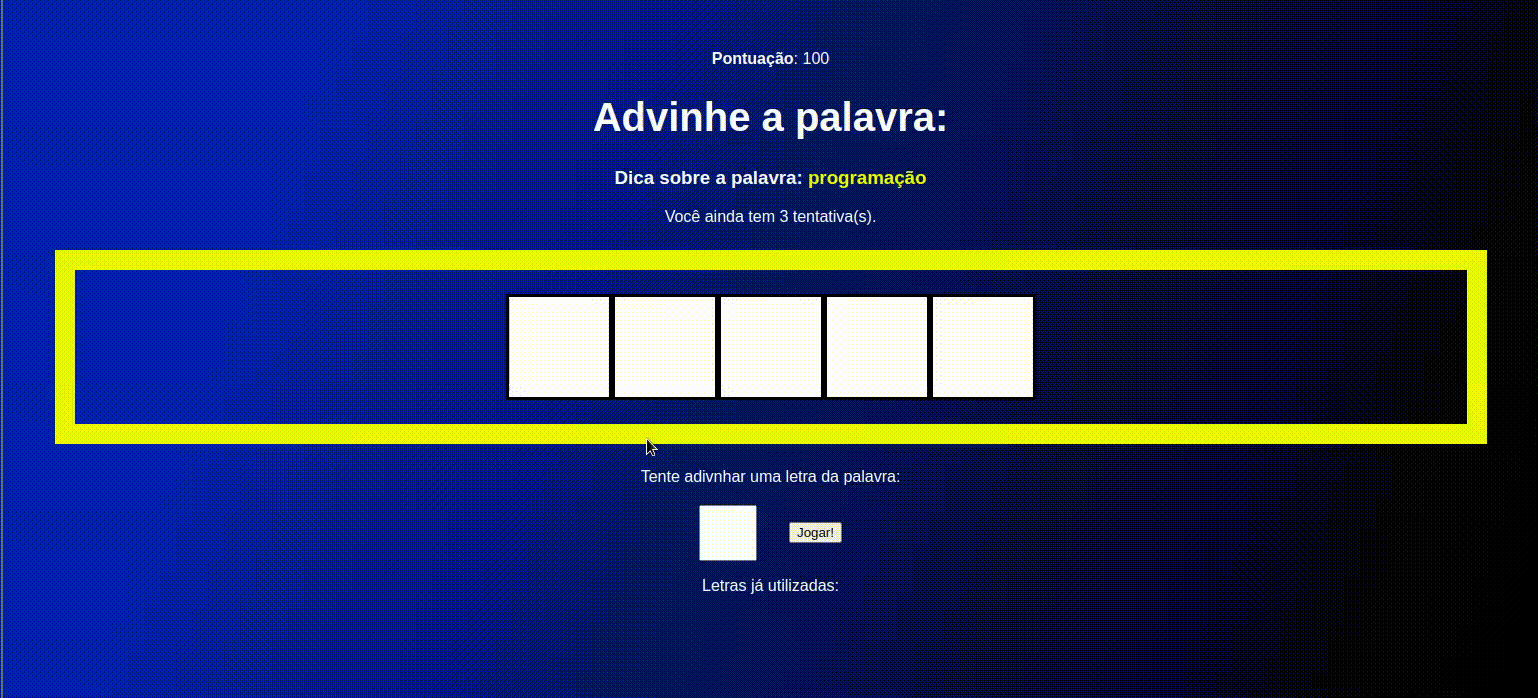 Pontuação: 100
Advinhe a palavra:
Dica sobre a palavra: programação
Você ainda tem 3 tentativa(s).
Tente adivnhar uma letra da palavra:
Jogar!
Letras já utilizadas: